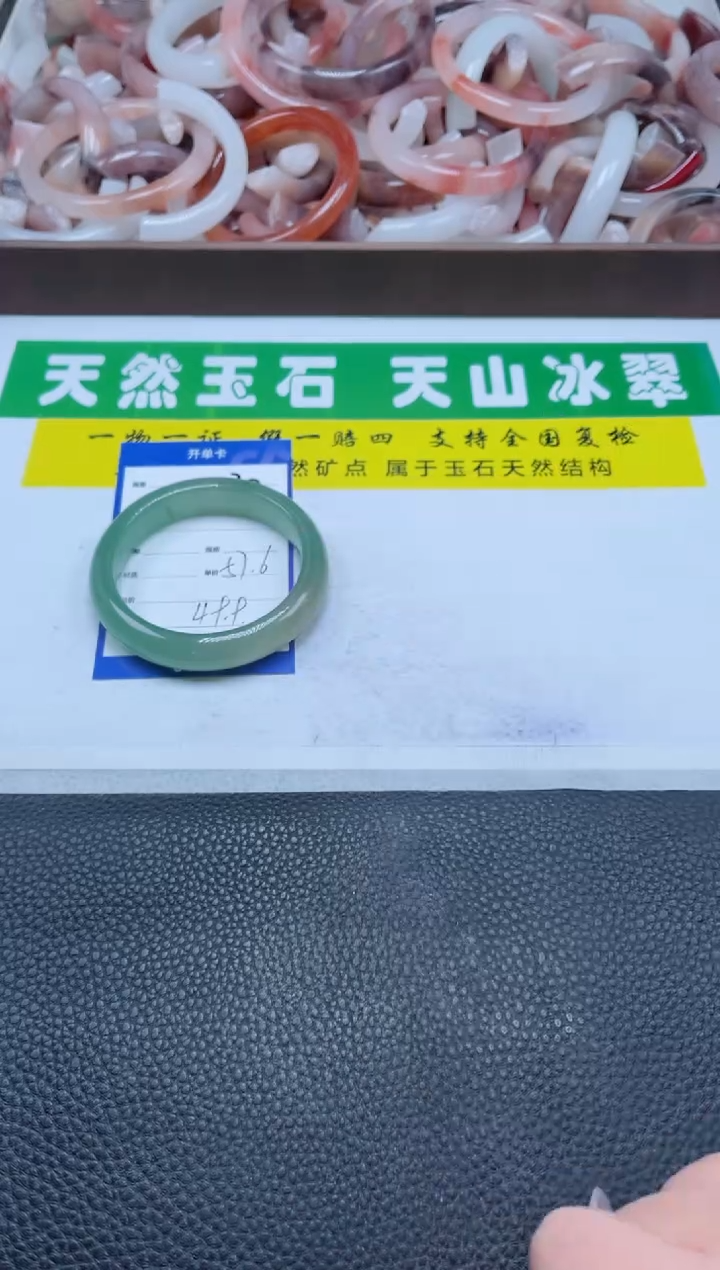 天然玉石 天山冰翠
一物一证 假一赔四 支持全国复检
然矿点 属于玉石天然结构
开单卡
57.6
49.9